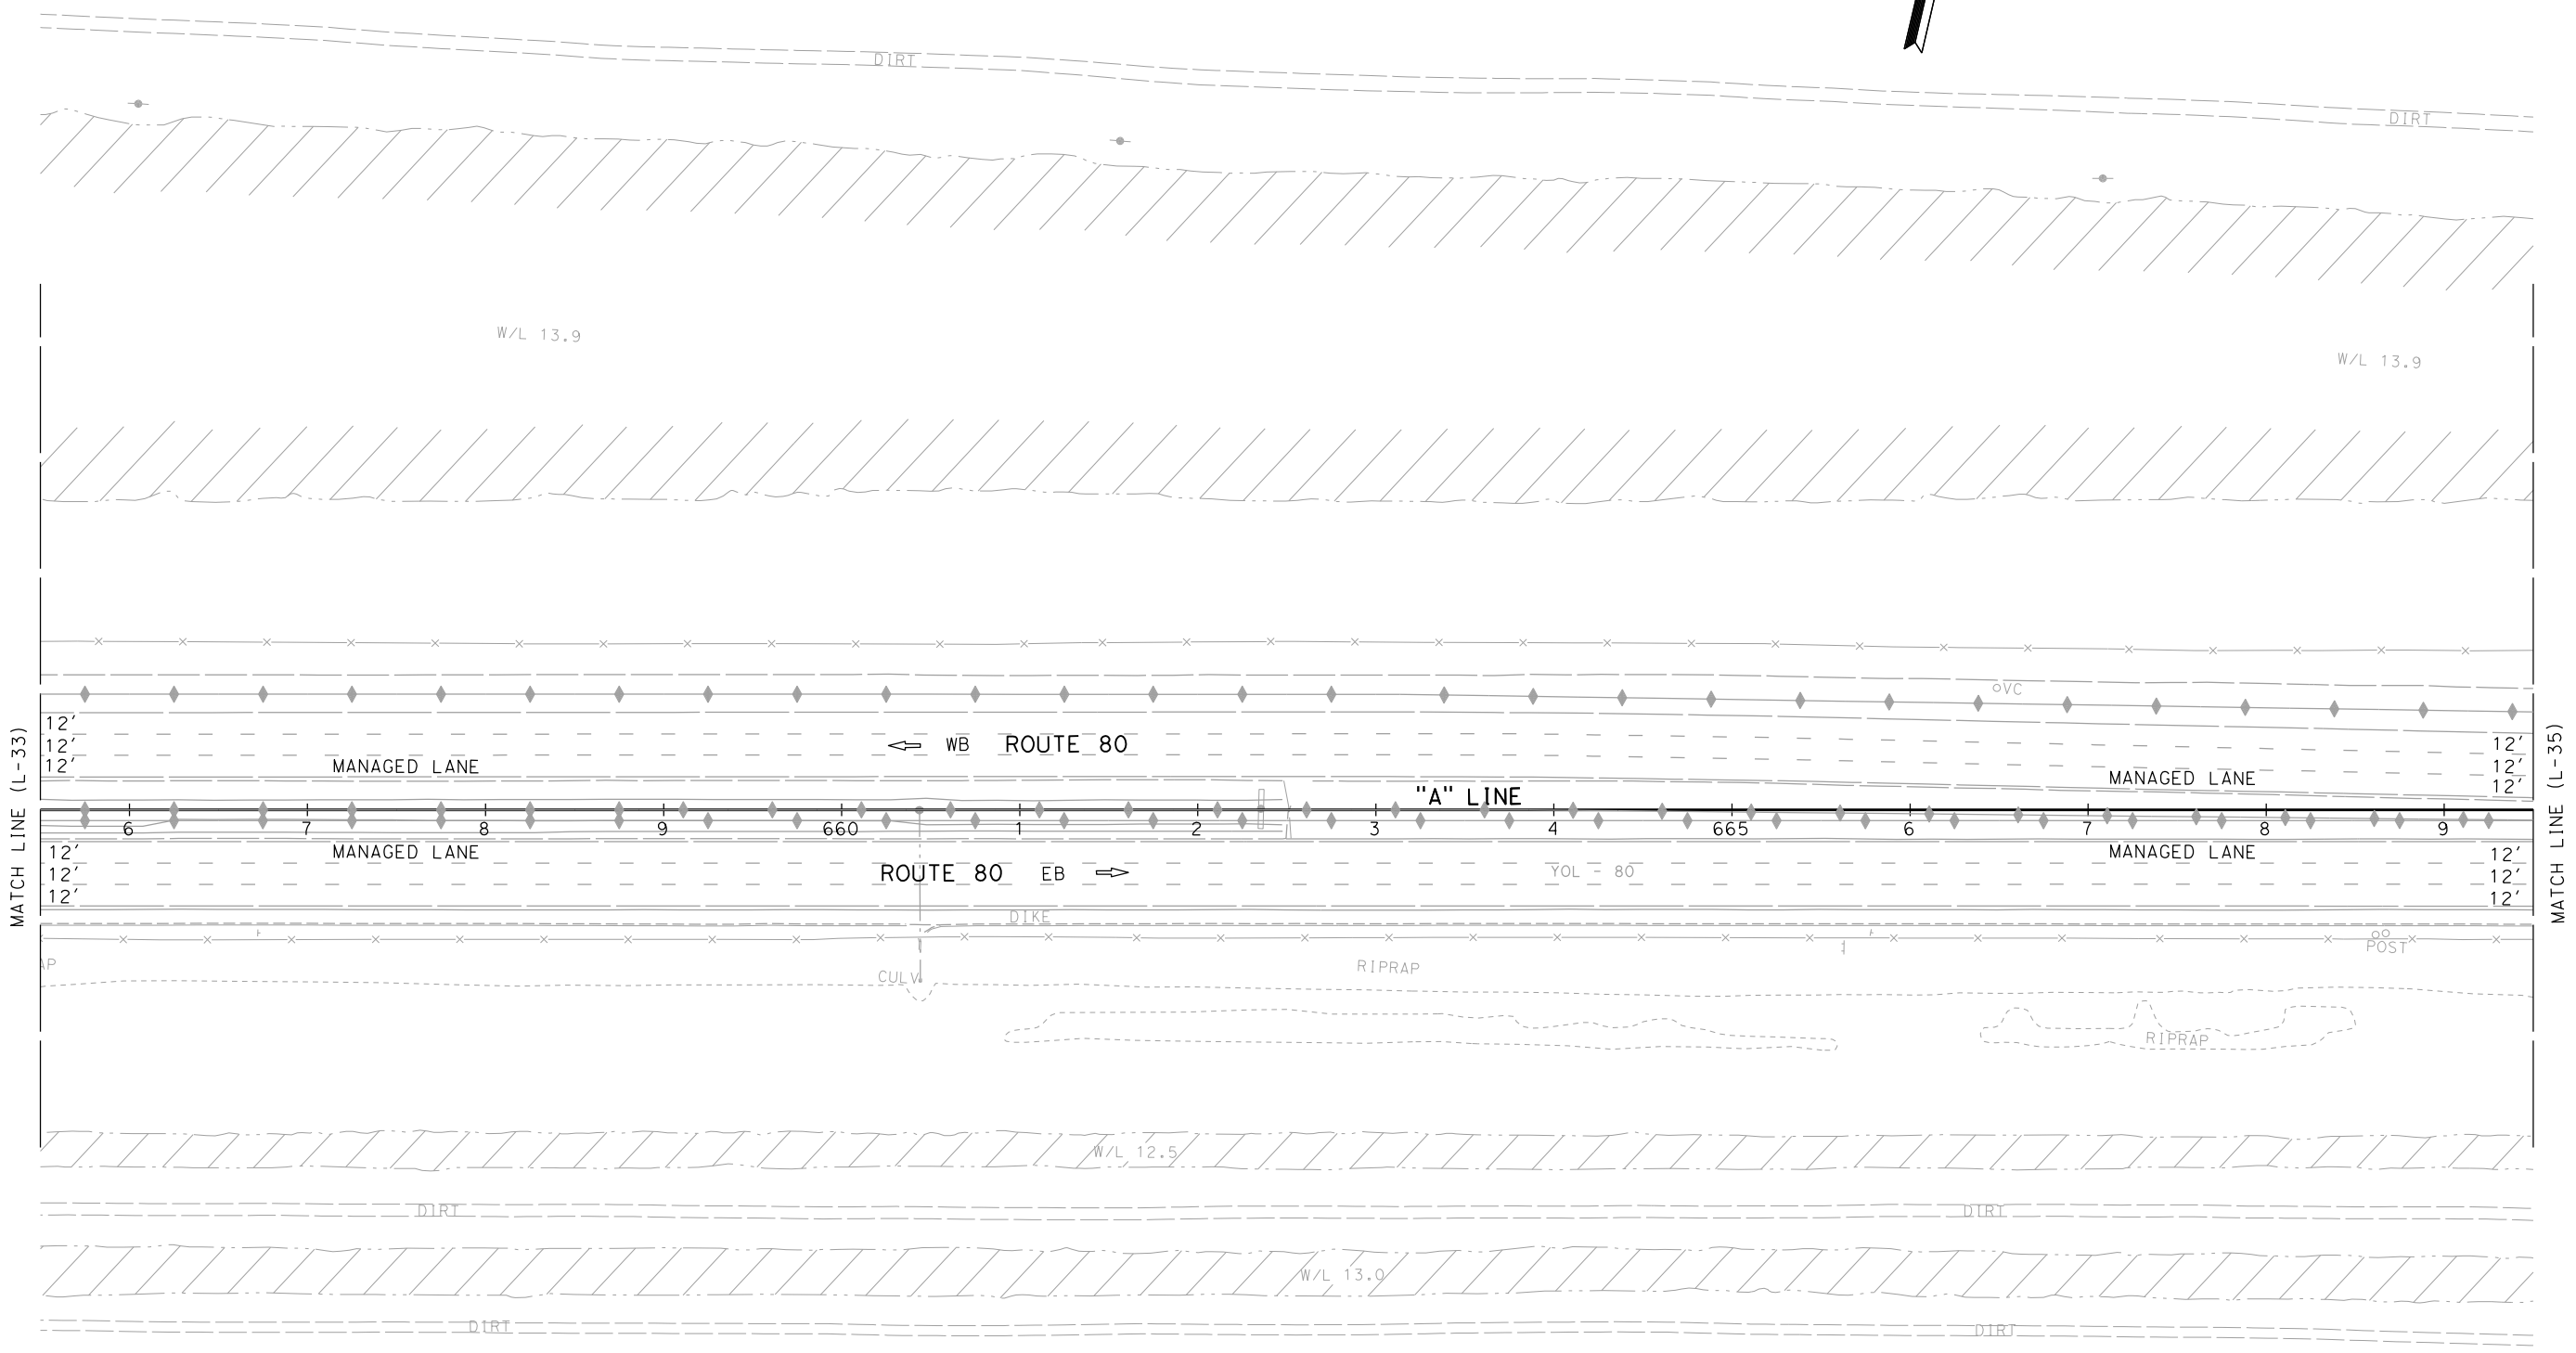 DIRT
DIRT
W/L 13.9
W/L 13.9
MATCH LINE (L-33)
MATCH LINE (L-35)
VC
12'
12'
12'
WB ROUTE 80
MANAGED LANE
12'
12'
12'
MANAGED LANE
"A" LINE
6 7 8 9 660 1 2 3 4 665 6 7 8 9
12'
12'
12'
MANAGED LANE
ROUTE 80 EB
YOL - 80
MANAGED LANE
12'
12'
12'
DIKE
POST
AP
CULV
RIPRAP
RIPRAP
W/L 12.5
DIRT
DIRT
W/L 13.0
DIRT
DIRT